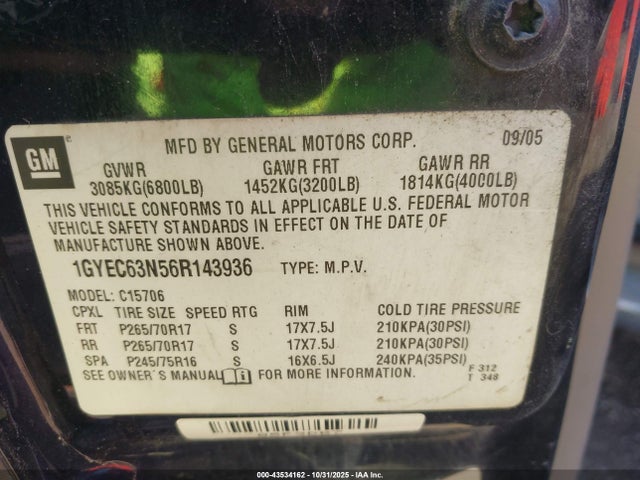 GM
MFD BY GENERAL MOTORS CORP. 09/05
GVWR GAWR FRT GAWR RR
3085KG(6800LB) 1452KG(3200LB) 1814KG(4000LB)
THIS VEHICLE CONFORMS TO ALL APPLICABLE U.S. FEDERAL MOTOR
VEHICLE SAFETY STANDARDS IN EFFECT ON THE DATE OF
MANUFACTURE SHOWN ABOVE.
1GYEC63N56R143936 TYPE: M.P.V.
MODEL: C15706
CPXL TIRE SIZE SPEED RTG RIM COLD TIRE PRESSURE
FRT P265/70R17 S 17X7.5J 210KPA(30PSI)
RR P265/70R17 S 17X7.5J 210KPA(30PSI)
SPA P245/75R16 S 16X6.5J 240KPA(35PSI)
SEE OWNER'S MANUAL FOR MORE INFORMATION.
F 312
T 348
000-43534162 - 10/31/2025 - IAA Inc.